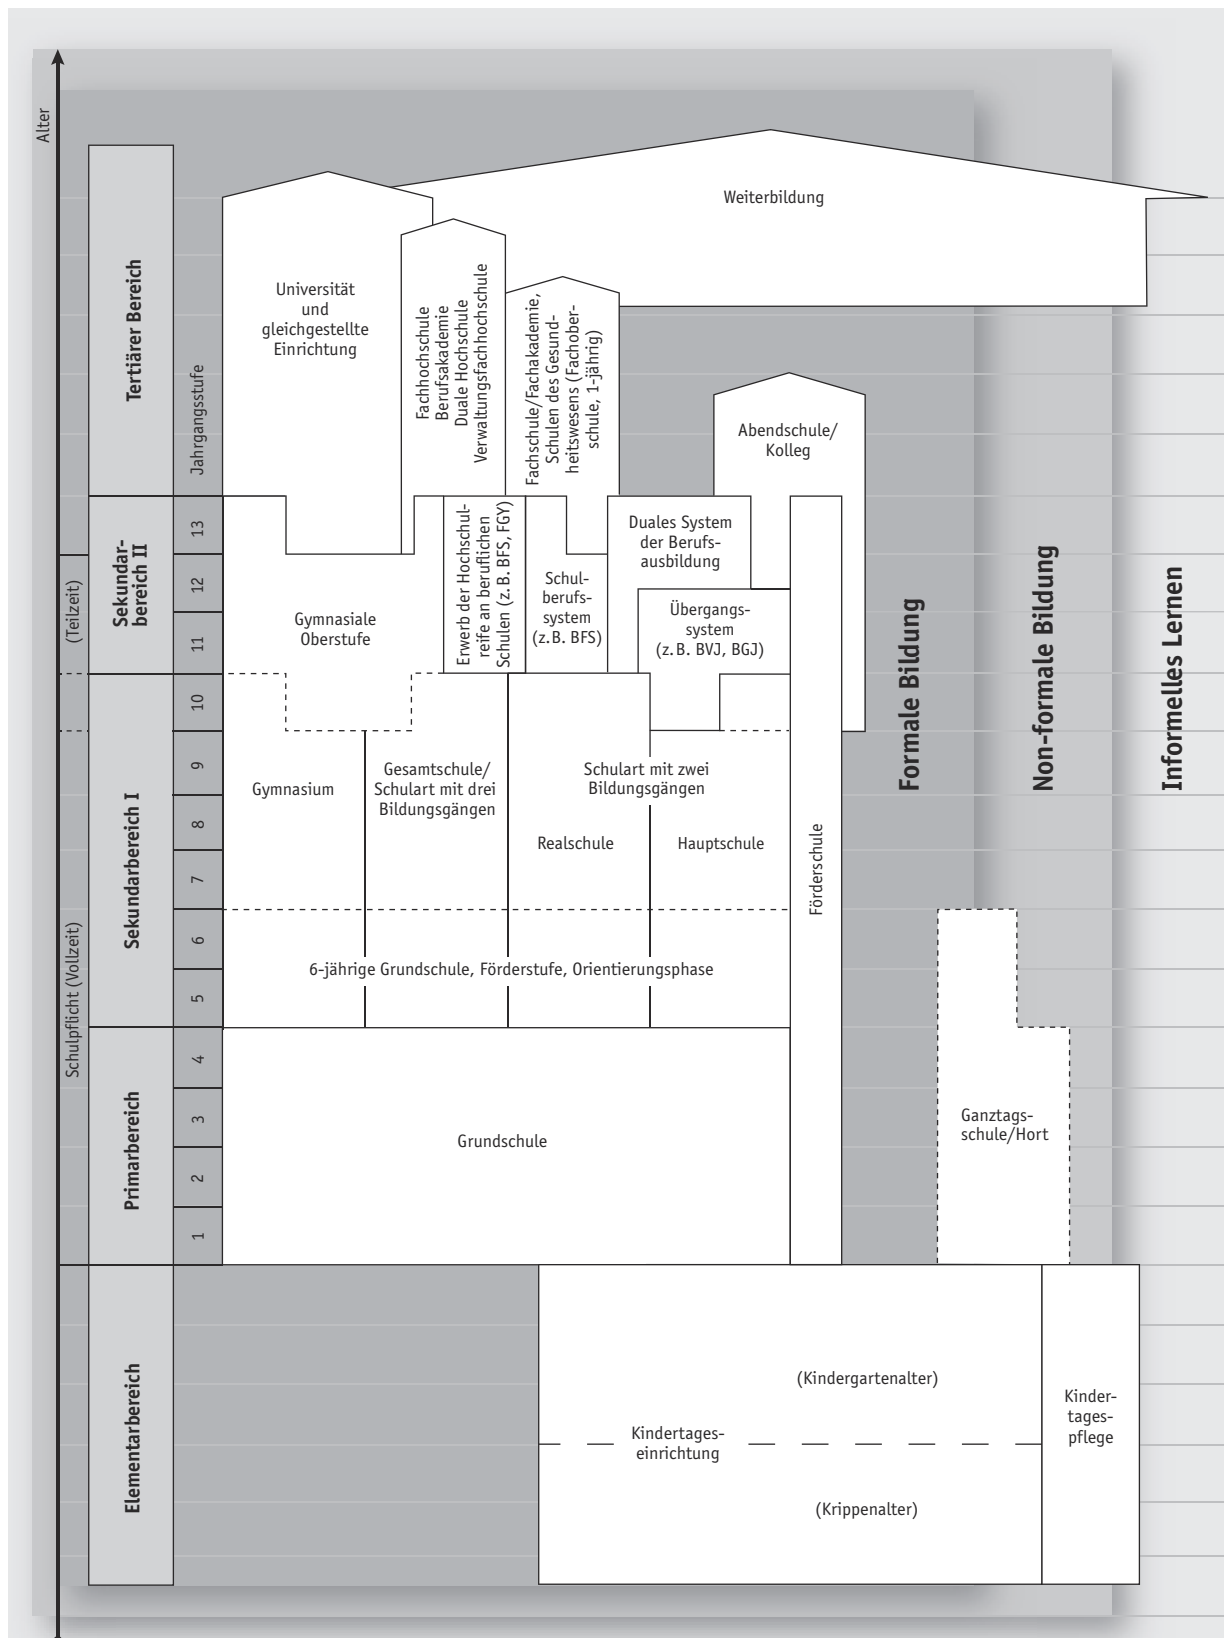 Alter
Weiterbildung
Tertiärer Bereich
Jahrgangsstufe
Universität
und
gleichgestellte
Einrichtung
Fachhochschule
Berufsakademie
Duale Hochschule
Verwaltungsfachhochschule
Fachschule/Fachakademie,
Schulen des Gesund-
heitswesens (Fachober-
schule, 1-jährig)
Abendschule/
Kolleg
(Teilzeit)
Sekundar-
bereich II
13
12
11
Gymnasiale
Oberstufe
Erwerb der Hochschul-
reife an beruflichen
Schulen (z. B. BFS, FGY)
Schul-
berufs-
system
(z. B. BFS)
Duales System
der Berufs-
ausbildung
Übergangs-
system
(z. B. BVJ, BGJ)
Formale Bildung
Non-formale Bildung
Informelles Lernen
Schulpflicht (Vollzeit)
Sekundarbereich I
10
9
8
7
6
5
Gymnasium
Gesamtschule/
Schulart mit drei
Bildungsgängen
Schulart mit zwei
Bildungsgängen
Realschule
Hauptschule
Förderschule
6-jährige Grundschule, Förderstufe, Orientierungsphase
Primarbereich
4
3
2
1
Grundschule
Ganztags-
schule/Hort
Elementarbereich
(Kindergartenalter)
Kindertages-
einrichtung
(Krippenalter)
Kinder-
tages-
pflege